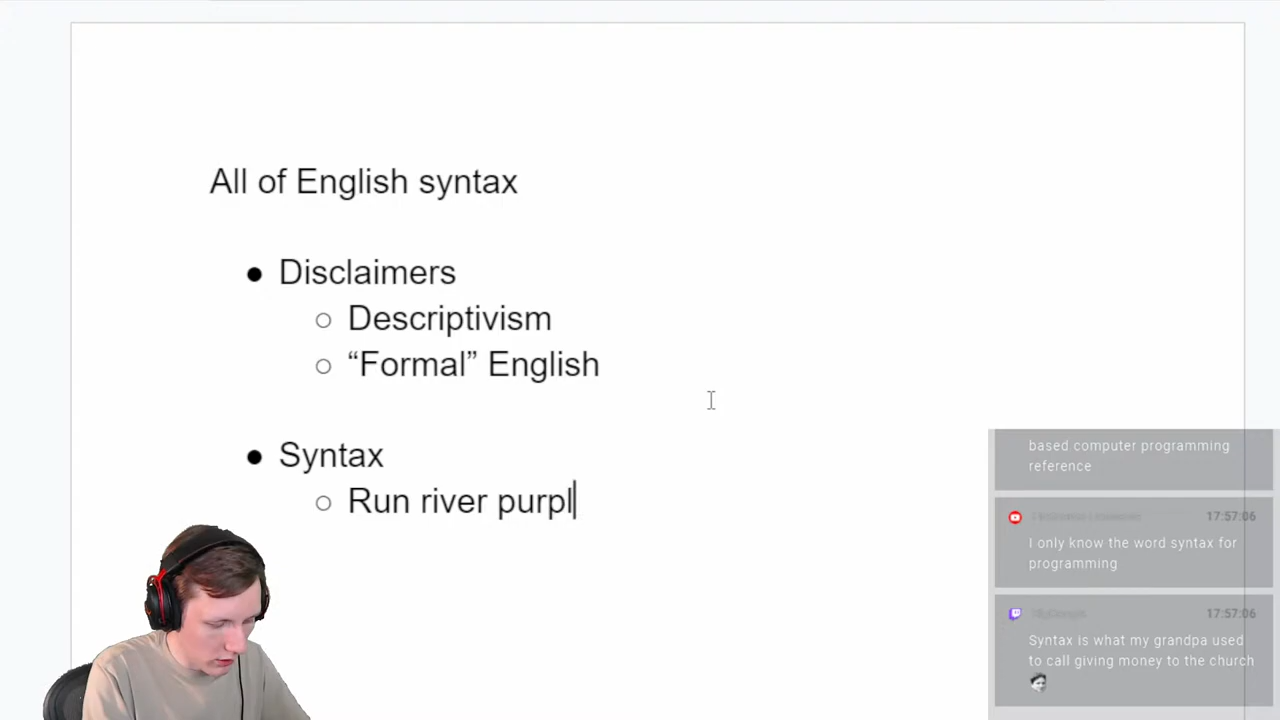 All of English syntax
● Disclaimers
○ Descriptivism
○ “Formal” English
● Syntax
○ Run river purpl
based computer programming
reference
17:57:06
I only know the word syntax for
programming
17:57:06
Syntax is what my grandpa used
to call giving money to the church